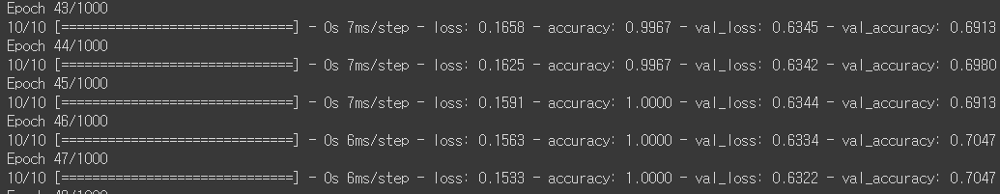 Epoch 43/1000
10/10 [==============================] - 0s 7ms/step - loss: 0.1658 - accuracy: 0.9967 - val_loss: 0.6345 - val_accuracy: 0.6913
Epoch 44/1000
10/10 [==============================] - 0s 7ms/step - loss: 0.1625 - accuracy: 0.9967 - val_loss: 0.6342 - val_accuracy: 0.6980
Epoch 45/1000
10/10 [==============================] - 0s 7ms/step - loss: 0.1591 - accuracy: 1.0000 - val_loss: 0.6344 - val_accuracy: 0.6913
Epoch 46/1000
10/10 [==============================] - 0s 6ms/step - loss: 0.1563 - accuracy: 1.0000 - val_loss: 0.6334 - val_accuracy: 0.7047
Epoch 47/1000
10/10 [==============================] - 0s 6ms/step - loss: 0.1533 - accuracy: 1.0000 - val_loss: 0.6322 - val_accuracy: 0.7047